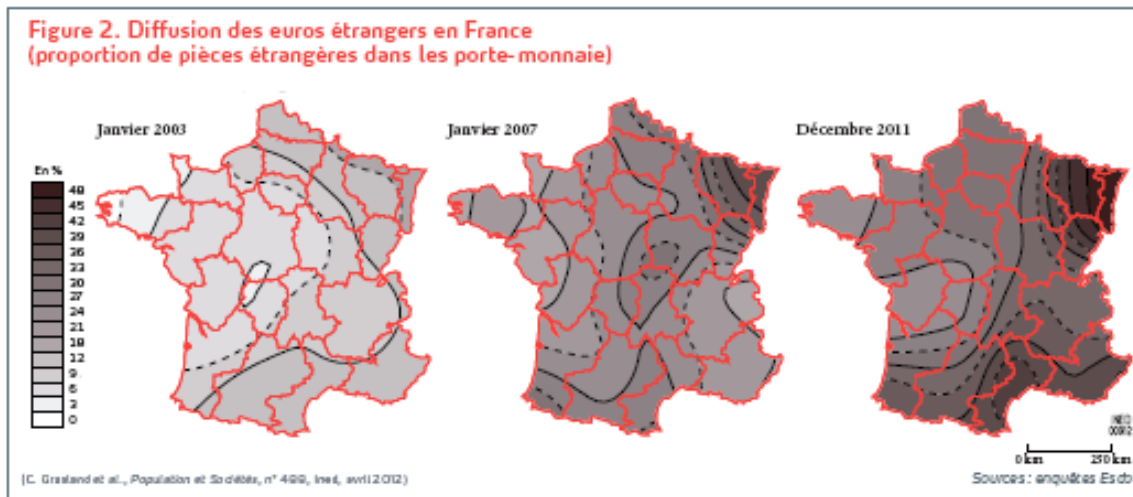 Figure 2. Diffusion des euros étrangers en France
(proportion de pièces étrangères dans les porte-monnaie)
Janvier 2003
Janvier 2007
Décembre 2011
En %
48
45
42
39
36
33
30
27
24
21
18
12
9
6
3
0
0 km 250 km
(C. Grasland et al., Population et Sociétés, n° 488, Ined, avril 2012)
Sources : enquêtes Esdo